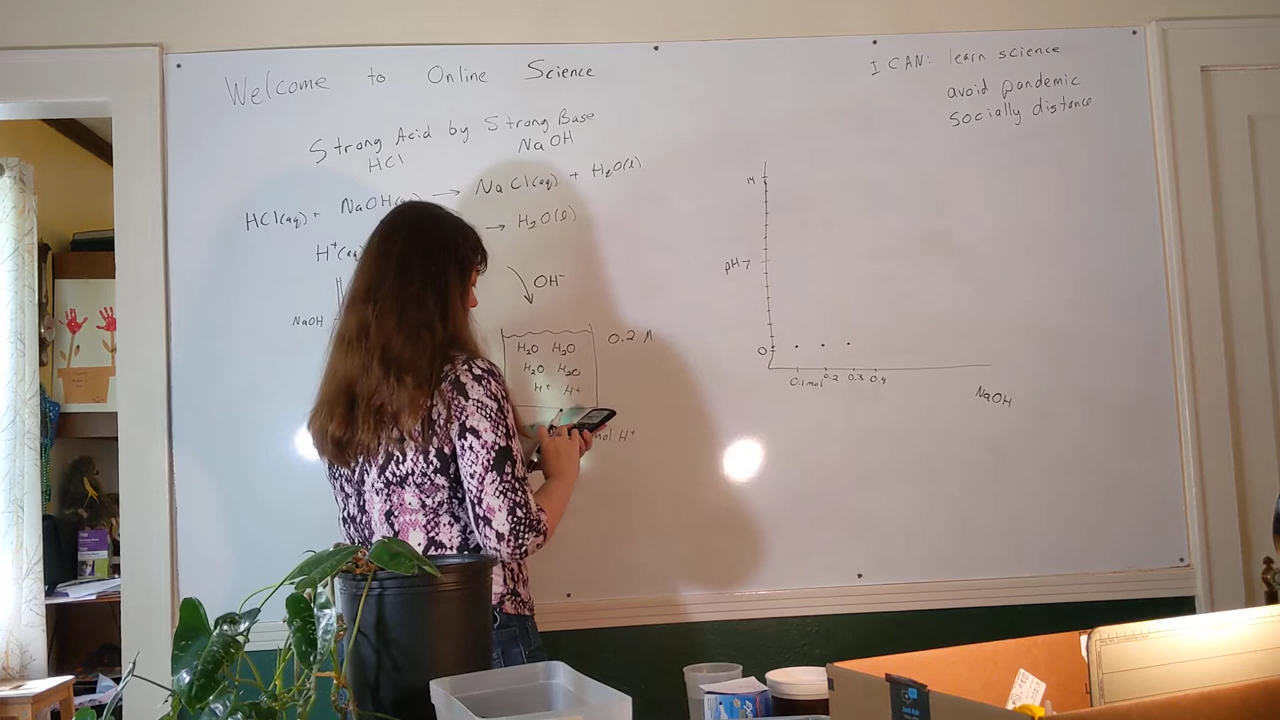 Welcome to Online Science
Strong Acid by Strong Base
HCl NaOH
HCl(aq) + NaOH(aq) → NaCl(aq) + H₂O(l)
H⁺(aq) → H₂O(l)
OH⁻
NaOH
0.2 M
H₂O H₂O
H₂O H₂O
H⁺ H⁺
mol H⁺
I CAN: learn science
avoid pandemic
socially distance
14
pH 7
0
0.1mol 0.2 0.3 0.4
NaOH